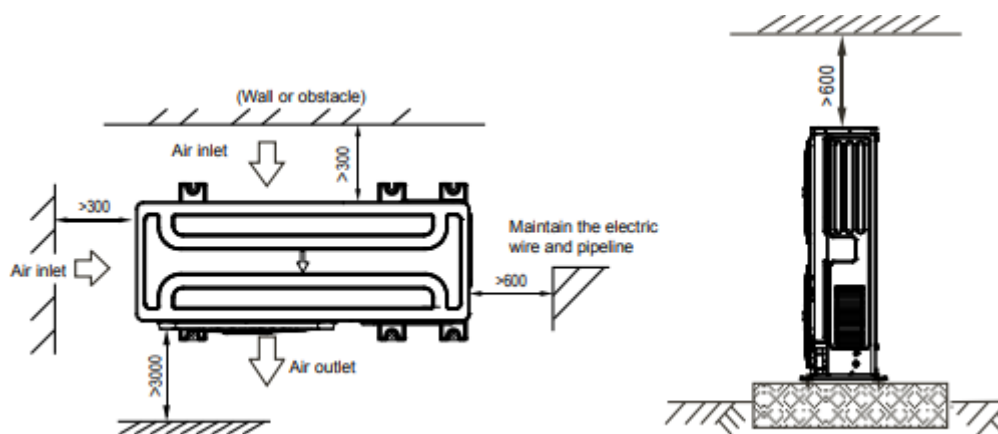 (Wall or obstacle)
Air inlet
>300
>600
>300
Maintain the electric
wire and pipeline
Air inlet
>600
>3000
Air outlet